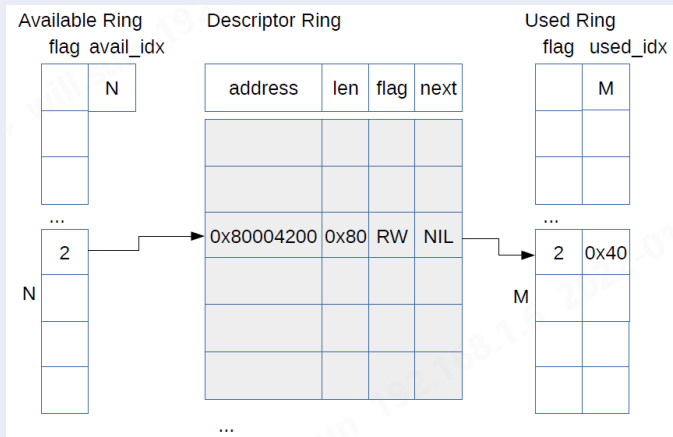 Available Ring
flag avail_idx
N
...
2
N
Descriptor Ring
address len flag next
0x80004200 0x80 RW NIL
...
Used Ring
flag used_idx
M
...
2 0x40
M